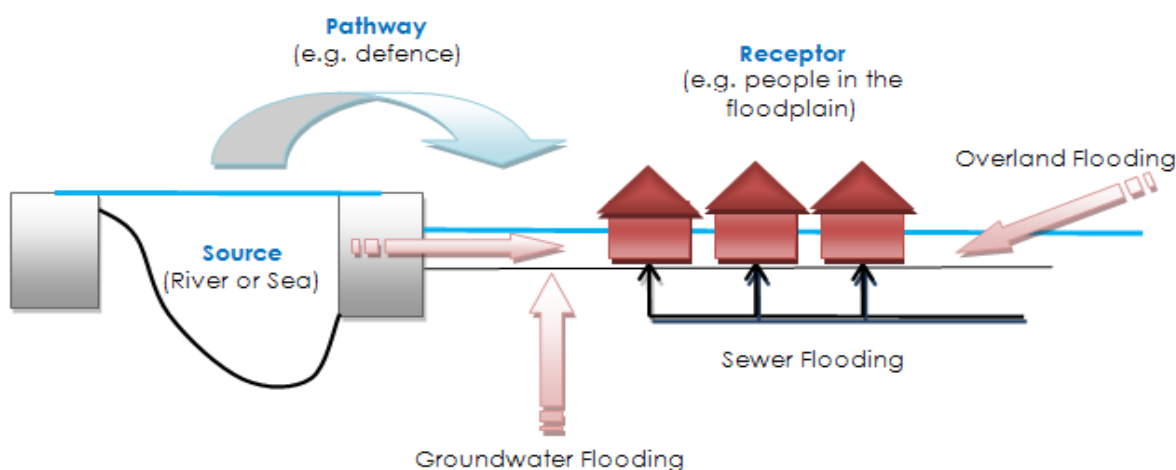 Pathway
(e.g. defence)
Receptor
(e.g. people in the
floodplain)
Overland Flooding
Source
(River or Sea)
Sewer Flooding
Groundwater Flooding